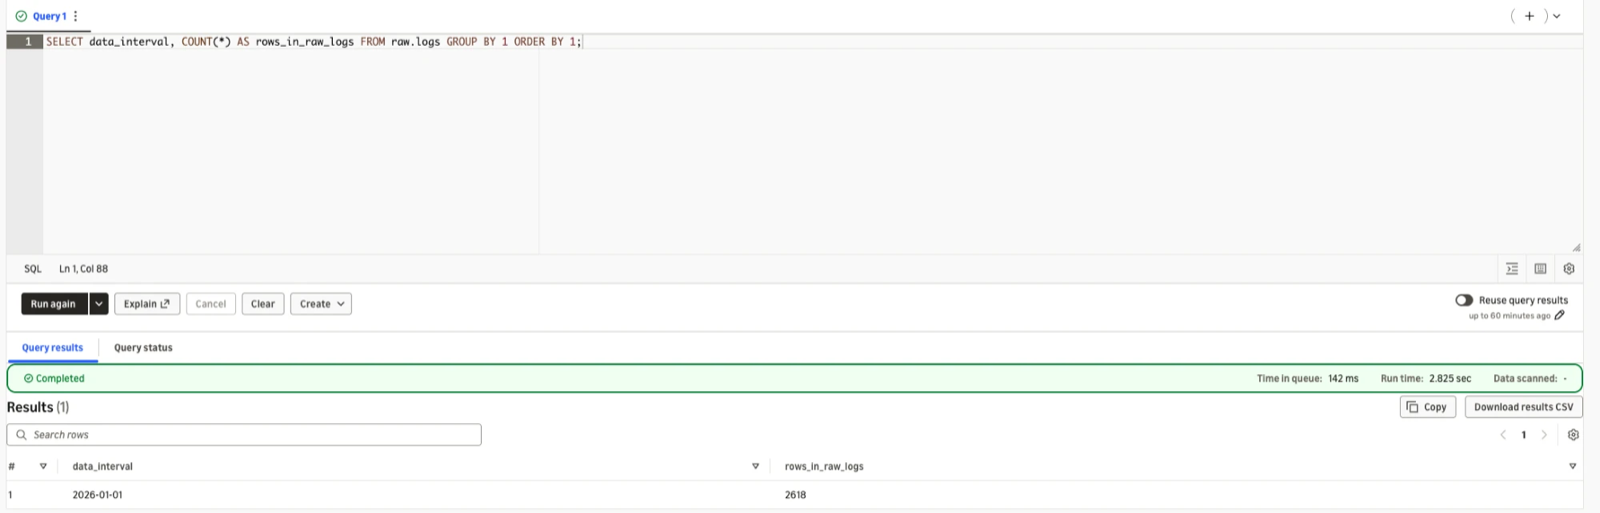 Query 1
1 SELECT data_interval, COUNT(*) AS rows_in_raw_logs FROM raw.logs GROUP BY 1 ORDER BY 1;
SQL Ln 1, Col 88
Run again Explain Cancel Clear Create
Reuse query results
up to 60 minutes ago
Query results Query status
Completed Time in queue: 142 ms Run time: 2.825 sec Data scanned: -
Results (1) Copy Download results CSV
Search rows 1
# data_interval rows_in_raw_logs
1 2026-01-01 2618